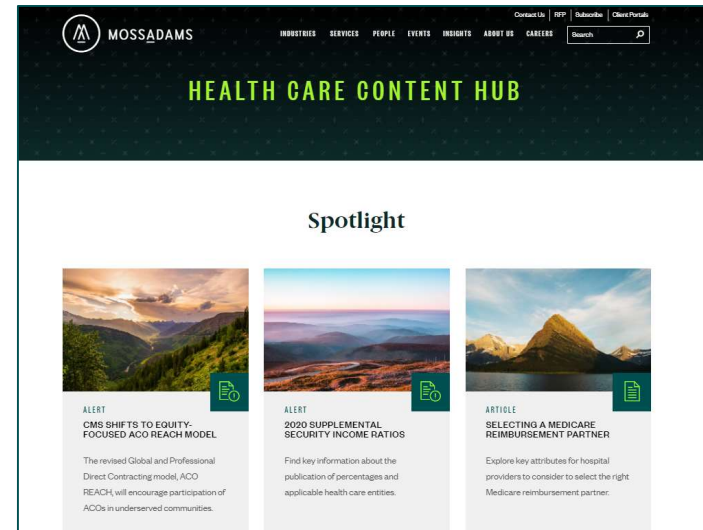 Contact Us | RFP | Subscribe | Client Portals
MOSSADAMS
INDUSTRIES SERVICES PEOPLE EVENTS INSIGHTS ABOUT US CAREERS Search
HEALTH CARE CONTENT HUB
Spotlight
ALERT
CMS SHIFTS TO EQUITY-
FOCUSED ACO REACH MODEL
The revised Global and Professional
Direct Contracting model, ACO
REACH, will encourage participation of
ACOs in underserved communities.
ALERT
2020 SUPPLEMENTAL
SECURITY INCOME RATIOS
Find key information about the
publication of percentages and
applicable health care entities.
ARTICLE
SELECTING A MEDICARE
REIMBURSEMENT PARTNER
Explore key attributes for hospital
providers to consider to select the right
Medicare reimbursement partner.